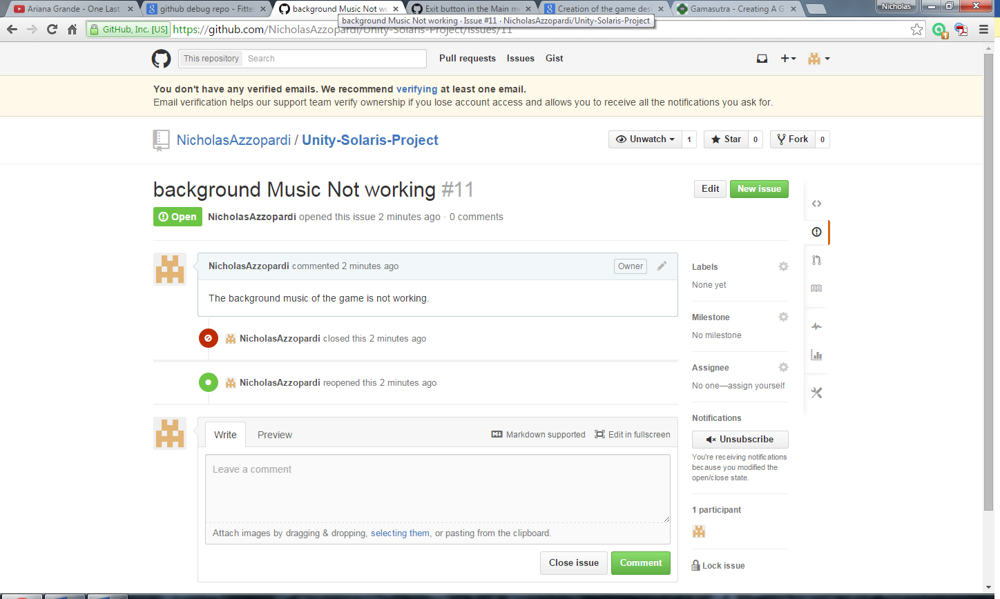 Ariana Grande - One Last
github debug repo - Fitte
background Music Not wo
Exit button in the Main me
Creation of the game des
Gamasutra - Creating A G
Nicholas
background Music Not working · Issue #11 · NicholasAzzopardi/Unity-Solaris-Project
GitHub, Inc. [US] https://github.com/NicholasAzzopardi/Unity-Solaris-Project/issues/11
1
This repository Search Pull requests Issues Gist
You don't have any verified emails. We recommend verifying at least one email.
Email verification helps our support team verify ownership if you lose account access and allows you to receive all the notifications you ask for.
NicholasAzzopardi / Unity-Solaris-Project
Unwatch 1 Star 0 Fork 0
background Music Not working #11
Edit New issue
Open NicholasAzzopardi opened this issue 2 minutes ago · 0 comments
NicholasAzzopardi commented 2 minutes ago Owner
The background music of the game is not working.
NicholasAzzopardi closed this 2 minutes ago
NicholasAzzopardi reopened this 2 minutes ago
Write Preview Markdown supported Edit in fullscreen
Leave a comment
Attach images by dragging & dropping, selecting them, or pasting from the clipboard.
Close issue Comment
Labels
None yet
Milestone
No milestone
Assignee
No one—assign yourself
Notifications
Unsubscribe
You're receiving notifications
because you modified the
open/close state.
1 participant
Lock issue